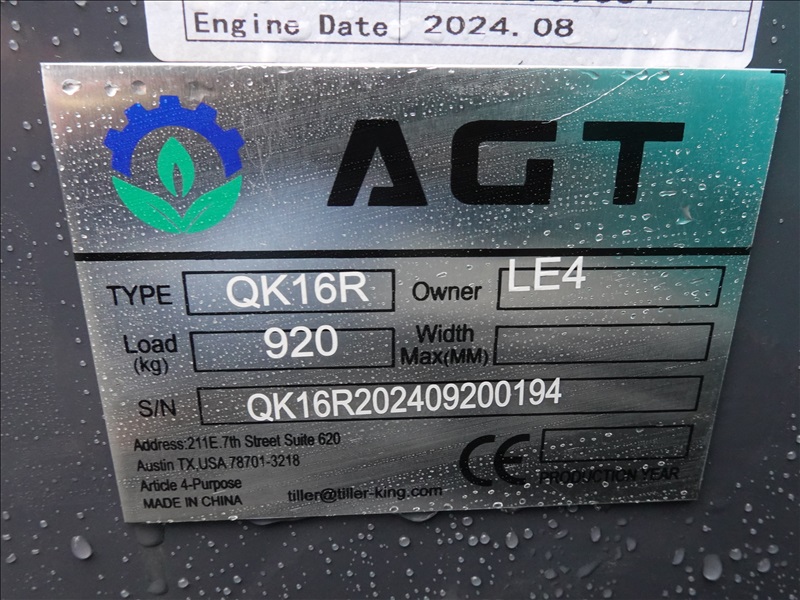 Engine Date 2024.08
AGT
TYPE QK16R Owner LE4
Load (kg) 920 Width Max(MM)
S/N QK16R202409200194
Address:211E.7th Street Suite 620
Austin TX,USA 78701-3218
Article 4-Purpose
MADE IN CHINA tiller@tiller-king.com
CE PRODUCTION YEAR